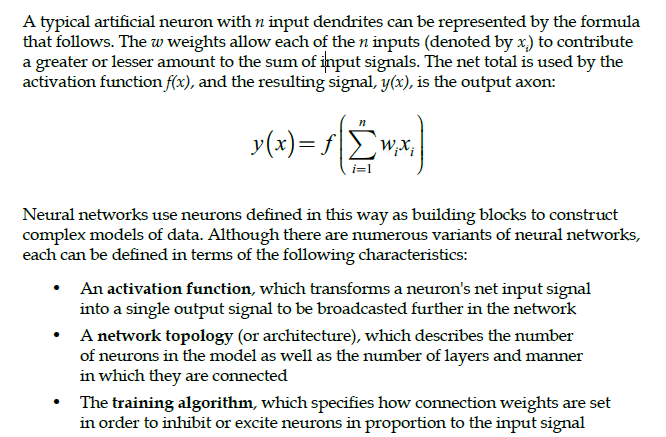 A typical artificial neuron with n input dendrites can be represented by the formula
that follows. The w weights allow each of the n inputs (denoted by xᵢ) to contribute
a greater or lesser amount to the sum of input signals. The net total is used by the
activation function f(x), and the resulting signal, y(x), is the output axon:
y(x) = f(∑ᵢ₌₁ⁿ wᵢxᵢ)
Neural networks use neurons defined in this way as building blocks to construct
complex models of data. Although there are numerous variants of neural networks,
each can be defined in terms of the following characteristics:
• An activation function, which transforms a neuron's net input signal
into a single output signal to be broadcasted further in the network
• A network topology (or architecture), which describes the number
of neurons in the model as well as the number of layers and manner
in which they are connected
• The training algorithm, which specifies how connection weights are set
in order to inhibit or excite neurons in proportion to the input signal